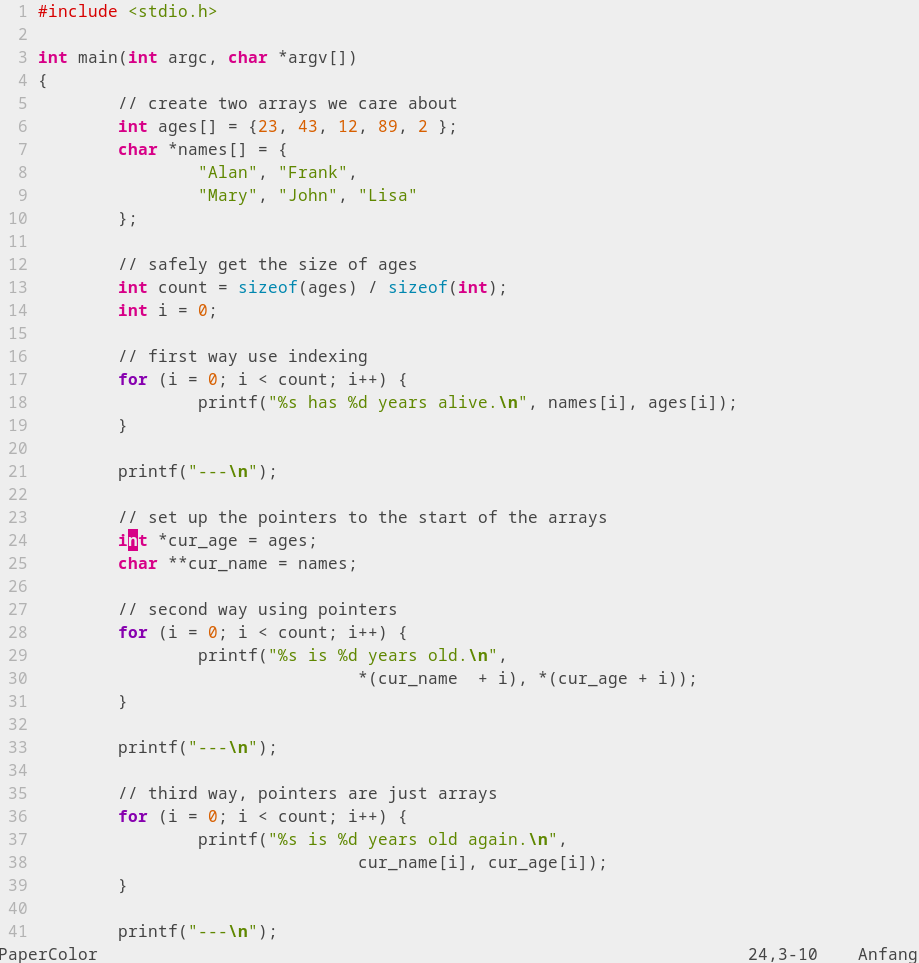 1 #include <stdio.h>
2
3 int main(int argc, char *argv[])
4 {
5         // create two arrays we care about
6         int ages[] = {23, 43, 12, 89, 2 };
7         char *names[] = {
8                 "Alan", "Frank",
9                 "Mary", "John", "Lisa"
10         };
11
12         // safely get the size of ages
13         int count = sizeof(ages) / sizeof(int);
14         int i = 0;
15
16         // first way use indexing
17         for (i = 0; i < count; i++) {
18                 printf("%s has %d years alive.\n", names[i], ages[i]);
19         }
20
21         printf("---\n");
22
23         // set up the pointers to the start of the arrays
24         int *cur_age = ages;
25         char **cur_name = names;
26
27         // second way using pointers
28         for (i = 0; i < count; i++) {
29                 printf("%s is %d years old.\n",
30                                 *(cur_name  + i), *(cur_age + i));
31         }
32
33         printf("---\n");
34
35         // third way, pointers are just arrays
36         for (i = 0; i < count; i++) {
37                 printf("%s is %d years old again.\n",
38                                 cur_name[i], cur_age[i]);
39         }
40
41         printf("---\n");
PaperColor 24,3-10 Anfang